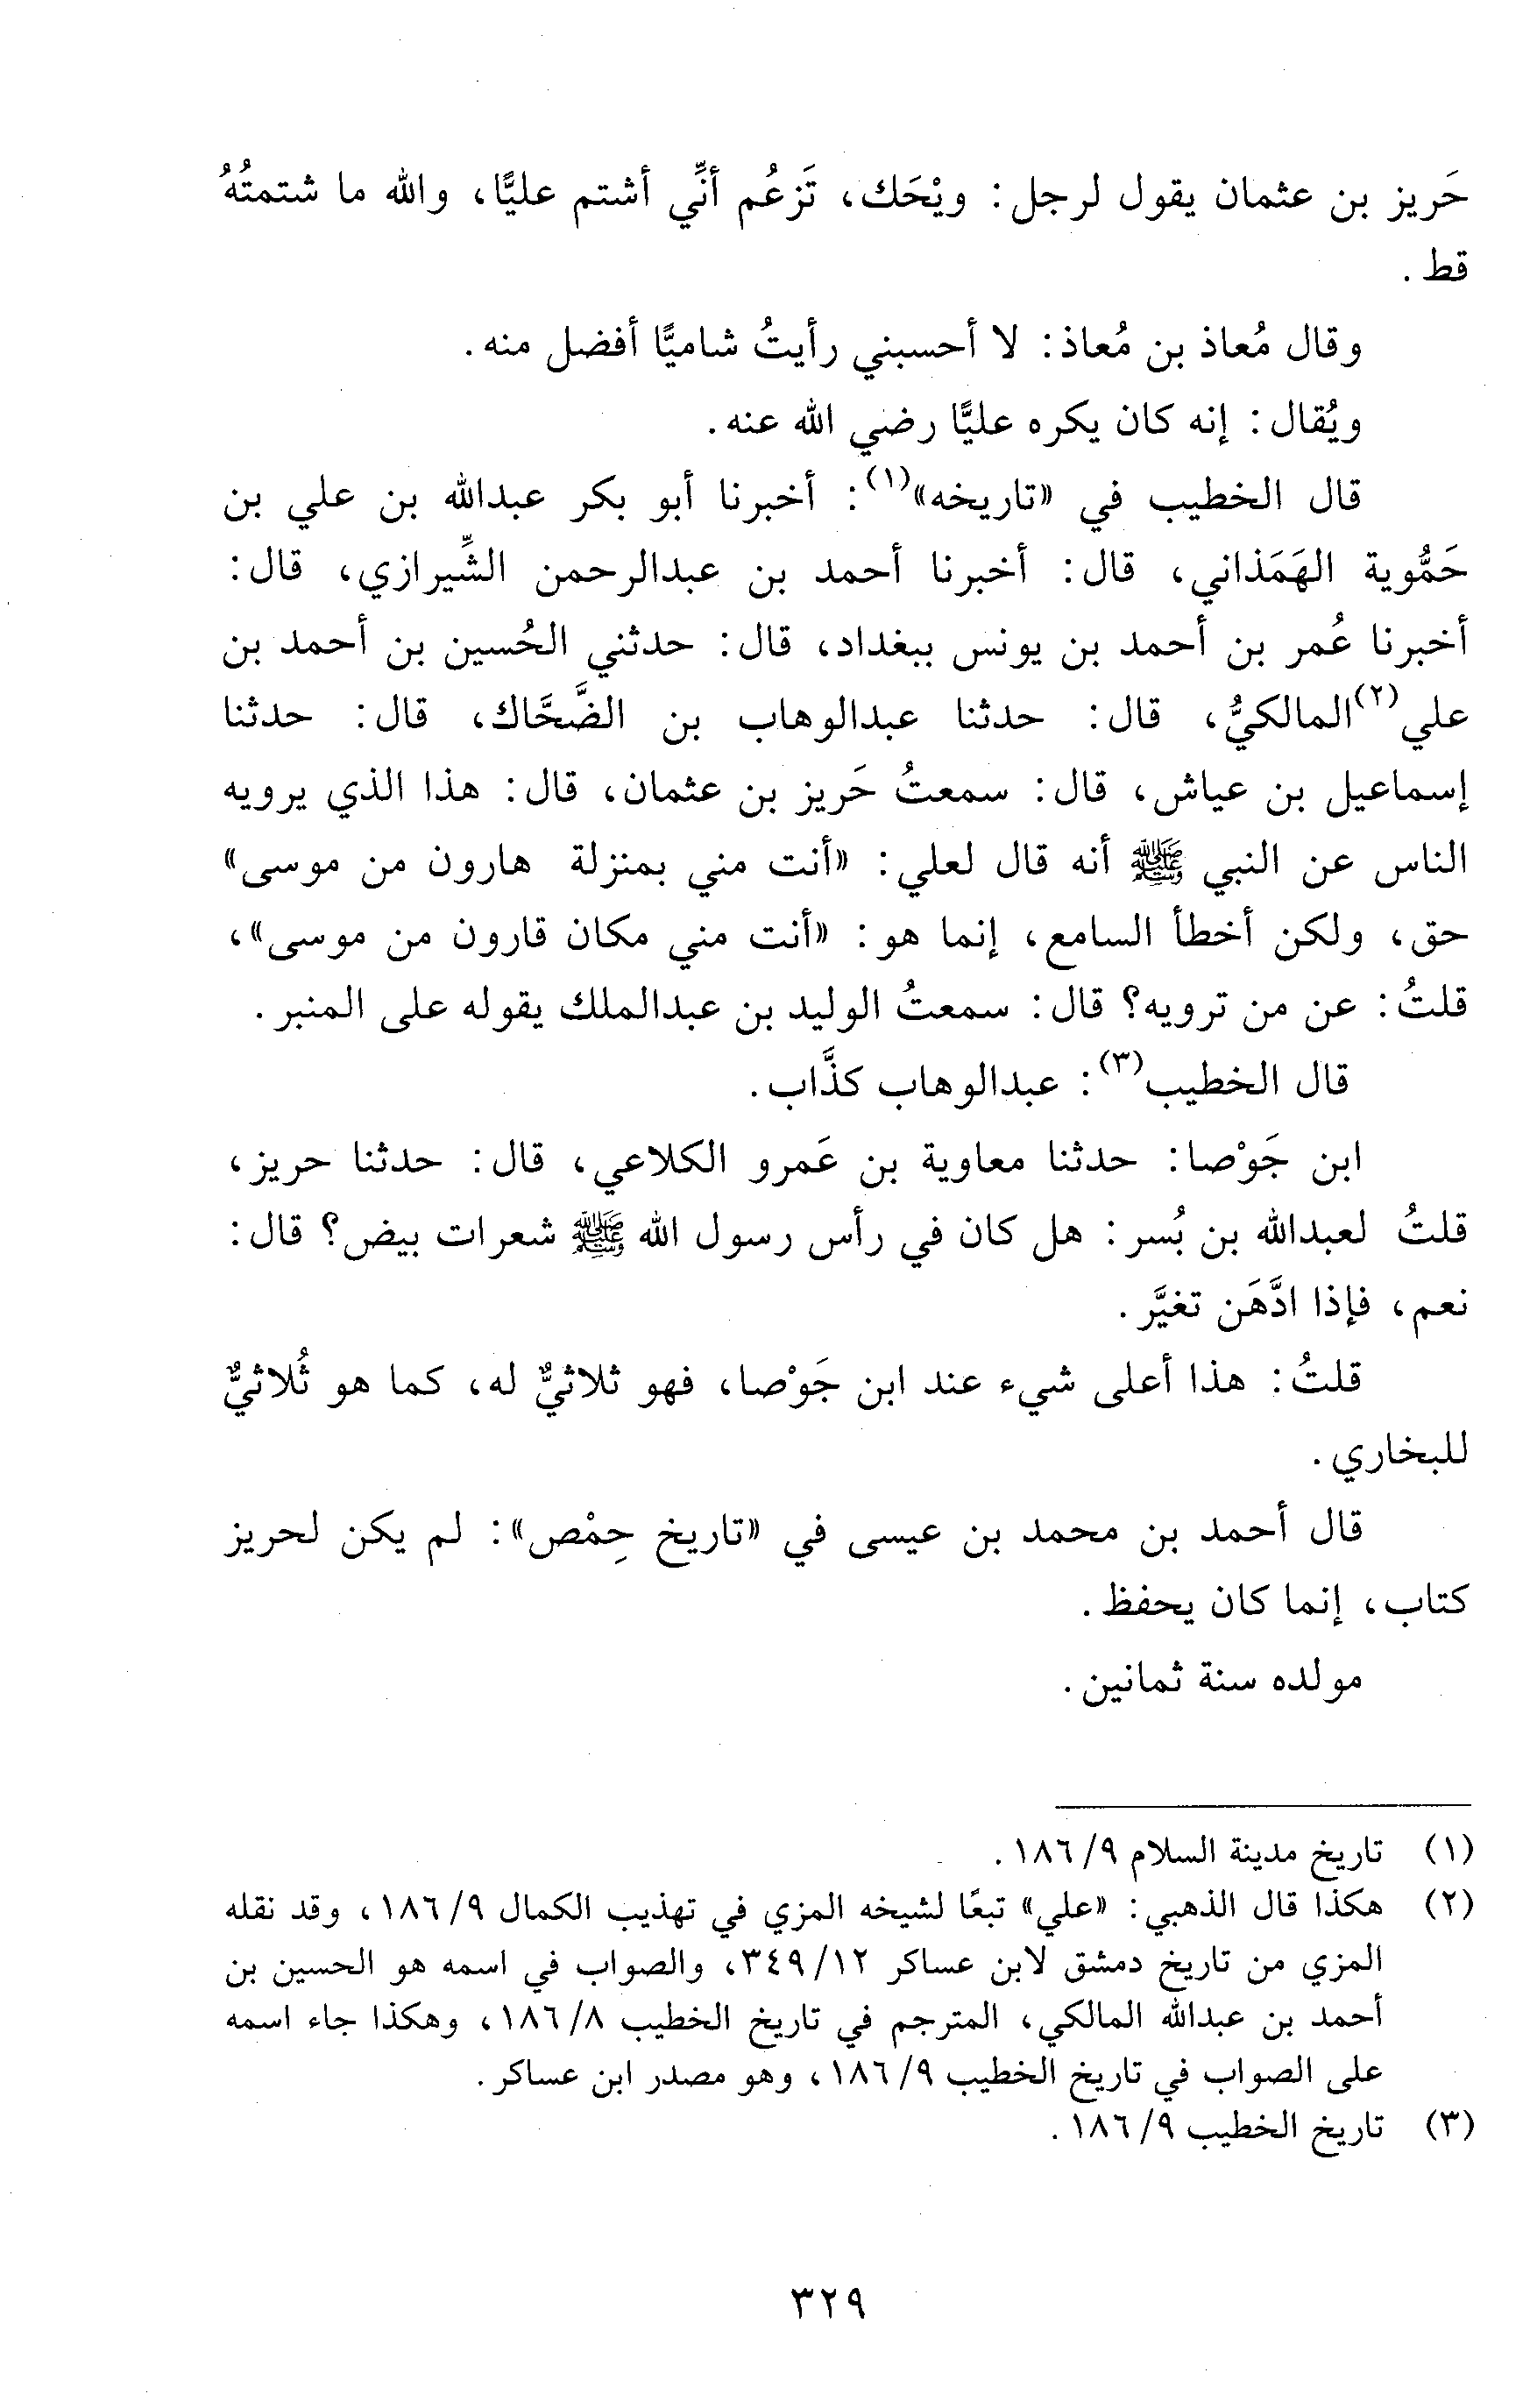 حَريز بن عثمان يقول لرجل: ويْحَك، تَزعُم أنِّي أشتم عليًّا، والله ما شتمتُهُ
قط.
وقال مُعاذ بن مُعاذ: لا أحسبني رأيتُ شاميًّا أفضل منه.
ويُقال: إنه كان يكره عليًّا رضي الله عنه.
قال الخطيب في «تاريخه»(١): أخبرنا أبو بكر عبدالله بن علي بن
حَمُّوية الهَمَذاني، قال: أخبرنا أحمد بن عبدالرحمن الشِّيرازي، قال:
أخبرنا عُمر بن أحمد بن يونس ببغداد، قال: حدثني الحُسين بن أحمد بن
علي(٢) المالكيُّ، قال: حدثنا عبدالوهاب بن الضَّحَّاك، قال: حدثنا
إسماعيل بن عياش، قال: سمعتُ حَريز بن عثمان، قال: هذا الذي يرويه
الناس عن النبي ﷺ أنه قال لعلي: «أنت مني بمنزلة هارون من موسى»
حق، ولكن أخطأ السامع، إنما هو: «أنت مني مكان قارون من موسى»،
قلتُ: عن من ترويه؟ قال: سمعتُ الوليد بن عبدالملك يقوله على المنبر.
قال الخطيب(٣): عبدالوهاب كذَّاب.
ابن جَوْصا: حدثنا معاوية بن عَمرو الكلاعي، قال: حدثنا حريز،
قلتُ لعبدالله بن بُسر: هل كان في رأس رسول الله ﷺ شعرات بيض؟ قال:
نعم، فإذا ادَّهَن تغيَّر.
قلتُ: هذا أعلى شيء عند ابن جَوْصا، فهو ثلاثيٌّ له، كما هو ثُلاثيٌّ
للبخاري.
قال أحمد بن محمد بن عيسى في «تاريخ حِمْص»: لم يكن لحريز
كتاب، إنما كان يحفظ.
مولده سنة ثمانين.
(١) تاريخ مدينة السلام ٩/ ١٨٦.
(٢) هكذا قال الذهبي: «علي» تبعًا لشيخه المزي في تهذيب الكمال ٩/ ١٨٦، وقد نقله
المزي من تاريخ دمشق لابن عساكر ١٢/ ٣٤٩، والصواب في اسمه هو الحسين بن
أحمد بن عبدالله المالكي، المترجم في تاريخ الخطيب ٨/ ١٨٦، وهكذا جاء اسمه
على الصواب في تاريخ الخطيب ٩/ ١٨٦، وهو مصدر ابن عساكر.
(٣) تاريخ الخطيب ٩/ ١٨٦.
٣٢٩